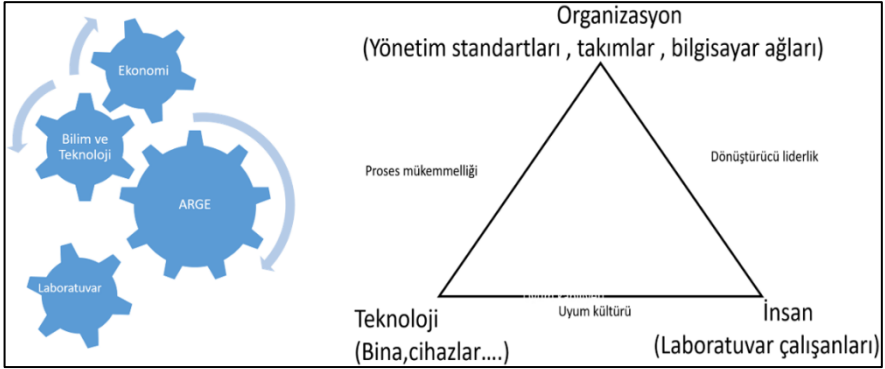 Ekonomi
Bilim ve
Teknoloji
ARGE
Laboratuvar
Organizasyon
(Yönetim standartları , takımlar , bilgisayar ağları)
Proses mükemmelliği
Dönüştürücü liderlik
Uyum kültürü
Teknoloji
(Bina,cihazlar....)
İnsan
(Laboratuvar çalışanları)